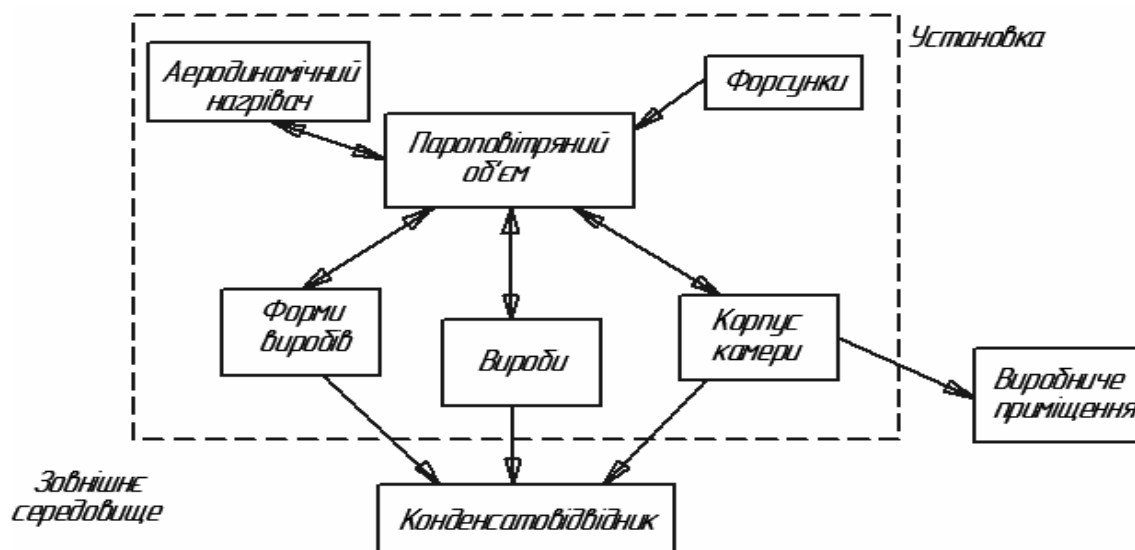 Установка
Аеродинамічний
нагрівач
Форсунки
Пароповітряний
об'єм
Форми
виробів
Вироби
Корпус
камери
Виробниче
приміщення
Зовнішнє
середовище
Конденсатовідвідник